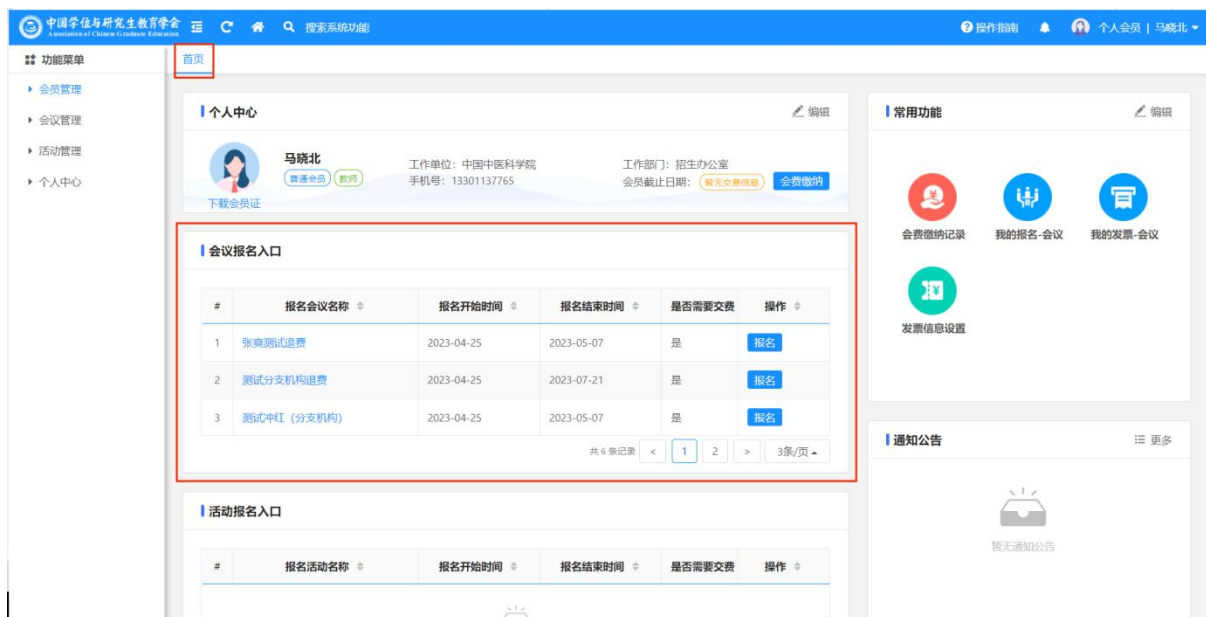 中国学位与研究生教育学会
Association of Chinese Graduate Education
搜索系统功能
操作指南
个人会员 | 马晓北
功能菜单
首页
会员管理
会议管理
活动管理
个人中心
个人中心
编辑
马晓北
普通会员 教师
工作单位: 中国中医科学院
工作部门: 招生办公室
手机号: 13301137765
会员截止日期: 暂无交费信息 会费缴纳
下载会员证
会议报名入口
# 报名会议名称 报名开始时间 报名结束时间 是否需要交费 操作
1 张爽测试退费 2023-04-25 2023-05-07 是 报名
2 测试分支机构退费 2023-04-25 2023-07-21 是 报名
3 测试冲红（分支机构） 2023-04-25 2023-05-07 是 报名
共 6 条记录 < 1 2 > 3条/页
活动报名入口
# 报名活动名称 报名开始时间 报名结束时间 是否需要交费 操作
常用功能
编辑
会费缴纳记录 我的报名-会议 我的发票-会议
发票信息设置
通知公告
更多
暂无通知公告